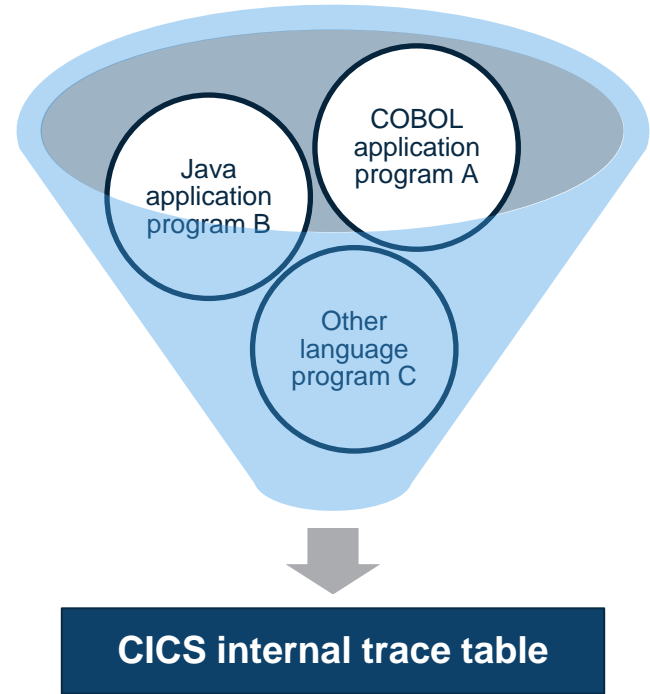 COBOL
application
program A
Java
application
program B
Other
language
program C
CICS internal trace table